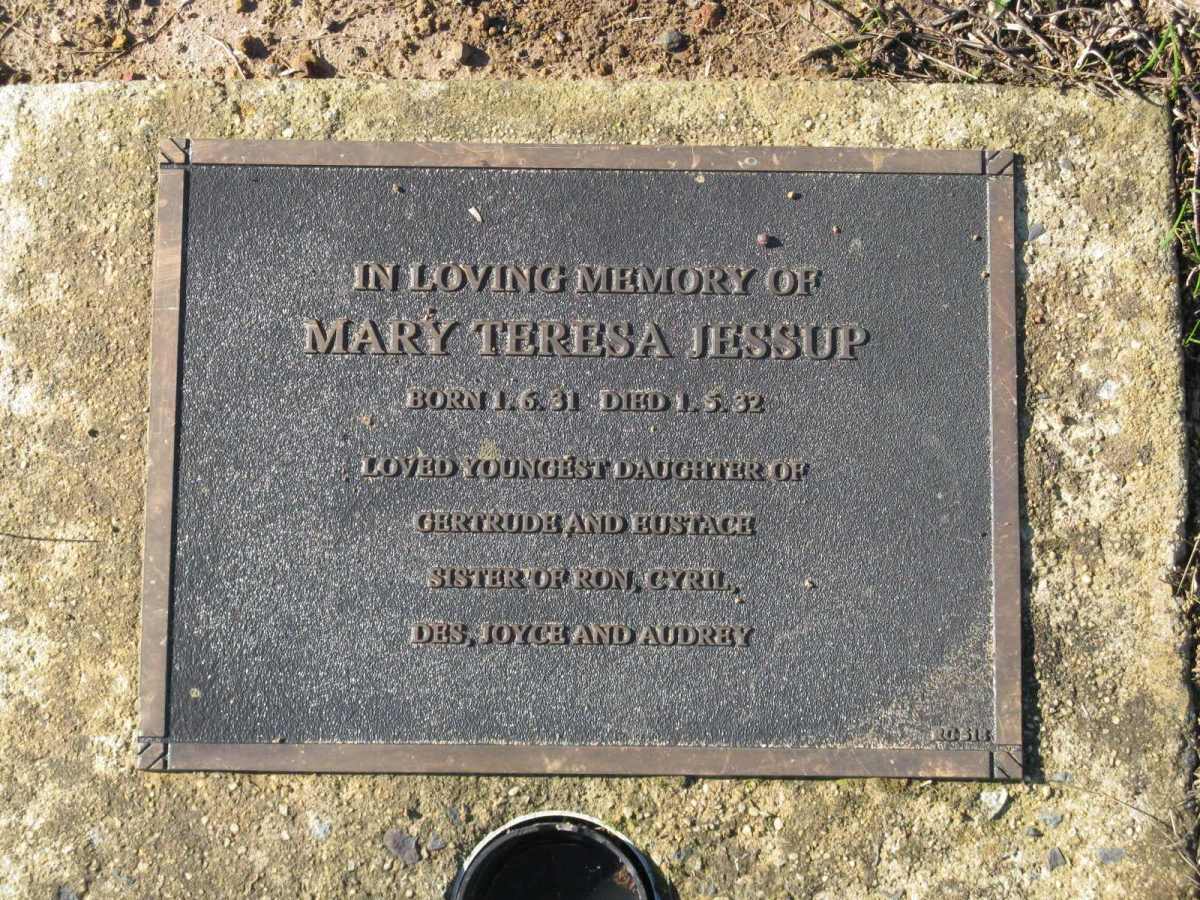 IN LOVING MEMORY OF
MARY TERESA JESSUP
BORN 1.6.31 DIED 1.5.32
LOVED YOUNGEST DAUGHTER OF
GERTRUDE AND EUSTACE
SISTER OF RON, CYRIL,
DES, JOYCE AND AUDREY